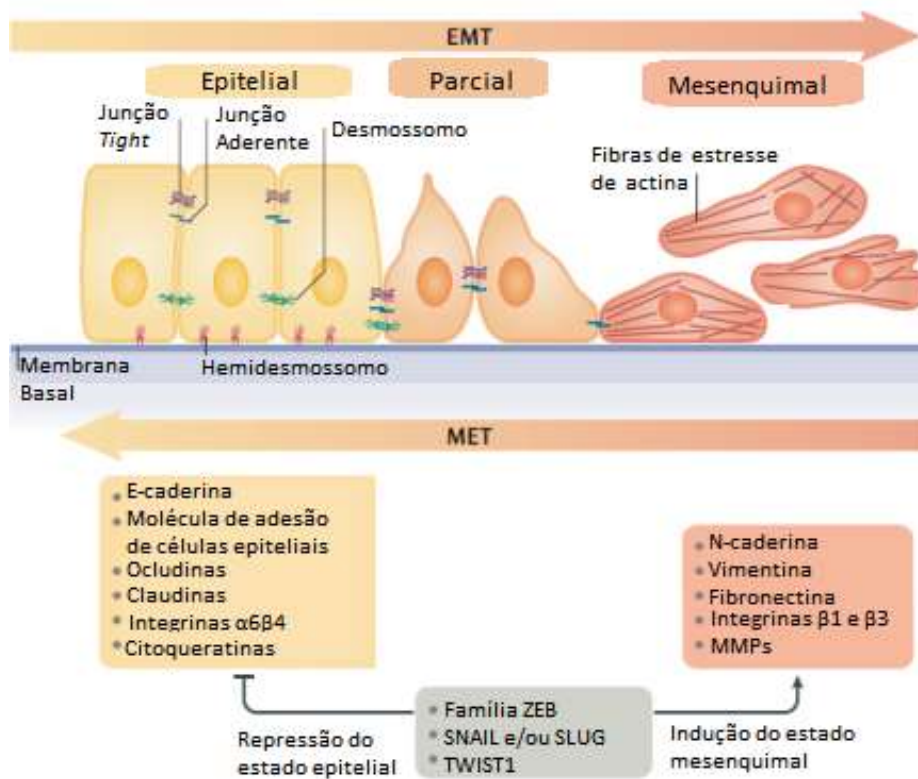 EMT
Epitelial
Parcial
Mesenquimal
Junção
Tight
Junção
Aderente
Desmossomo
Fibras de estresse
de actina
Membrana
Basal
Hemidesmossomo
MET
E-caderina
Molécula de adesão
de células epiteliais
Ocludinas
Claudinas
Integrinas α6β4
Citoqueratinas
N-caderina
Vimentina
Fibronectina
Integrinas β1 e β3
MMPs
Família ZEB
SNAIL e/ou SLUG
TWIST1
Repressão do
estado epitelial
Indução do estado
mesenquimal